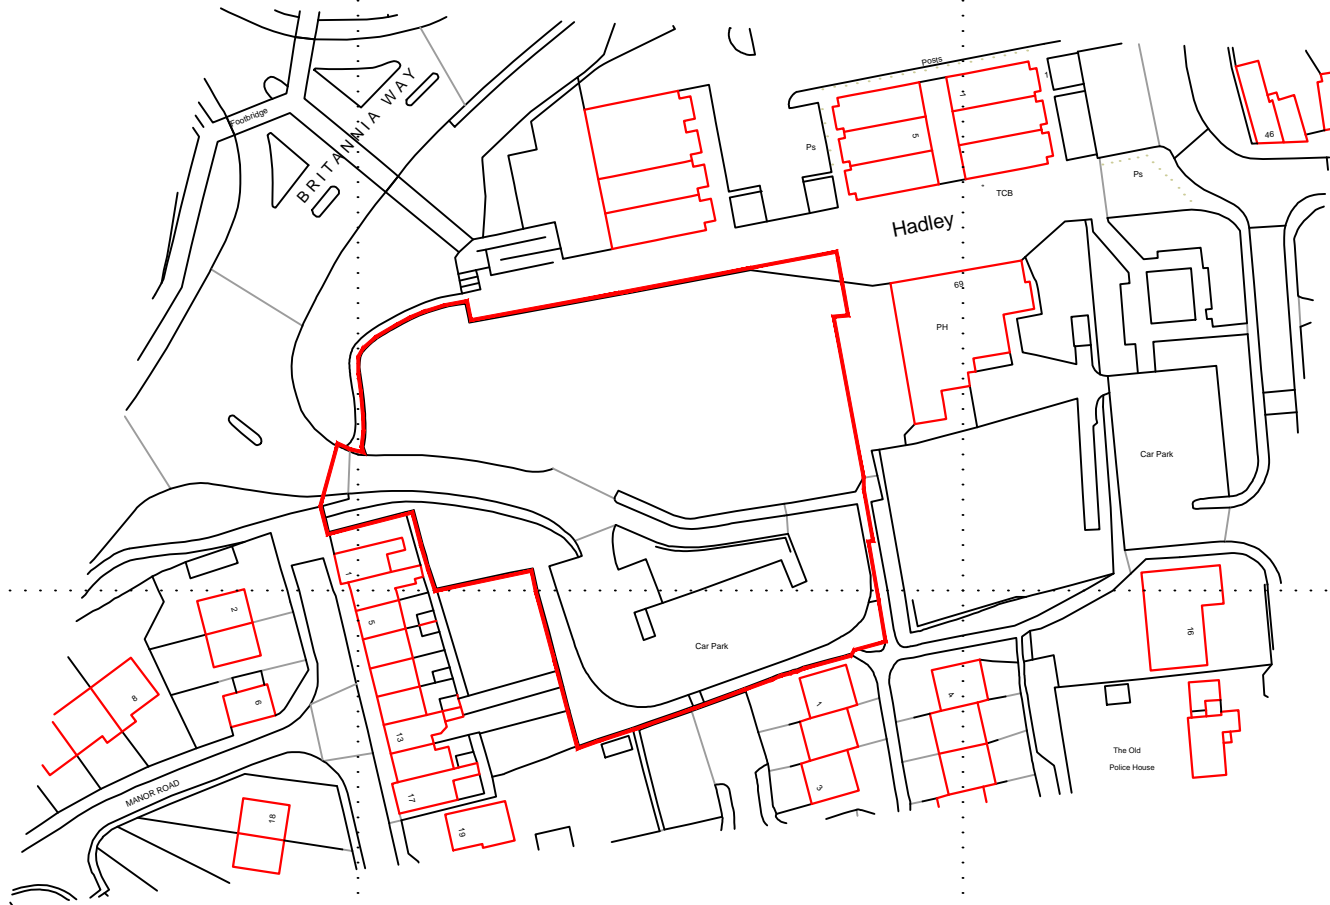 Posts
1
46
Footbridge
BRITANNIA WAY
5
Ps
Ps
TCB
Hadley
69
PH
Car Park
1
2
5
16
Car Park
8
6
1
4
13
The Old
Police House
3
MANOR ROAD
17
18
19